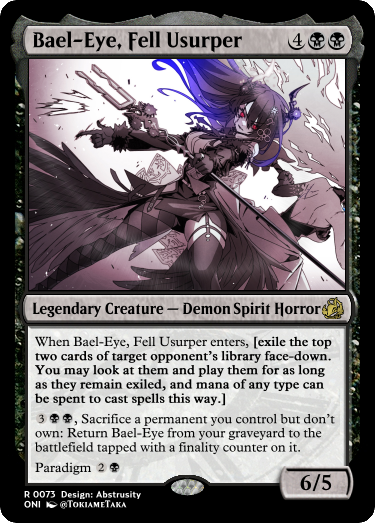 Bael-Eye, Fell Usurper 4
Legendary Creature — Demon Spirit Horror
When Bael-Eye, Fell Usurper enters, [exile the top
two cards of target opponent's library face-down.
You may look at them and play them for as long
as they remain exiled, and mana of any type can
be spent to cast spells this way.]
3, Sacrifice a permanent you control but don't
own: Return Bael-Eye from your graveyard to the
battlefield tapped with a finality counter on it.
Paradigm 2
6/5
R 0073 Design: Abstrusity
ONI @TokiameTaka